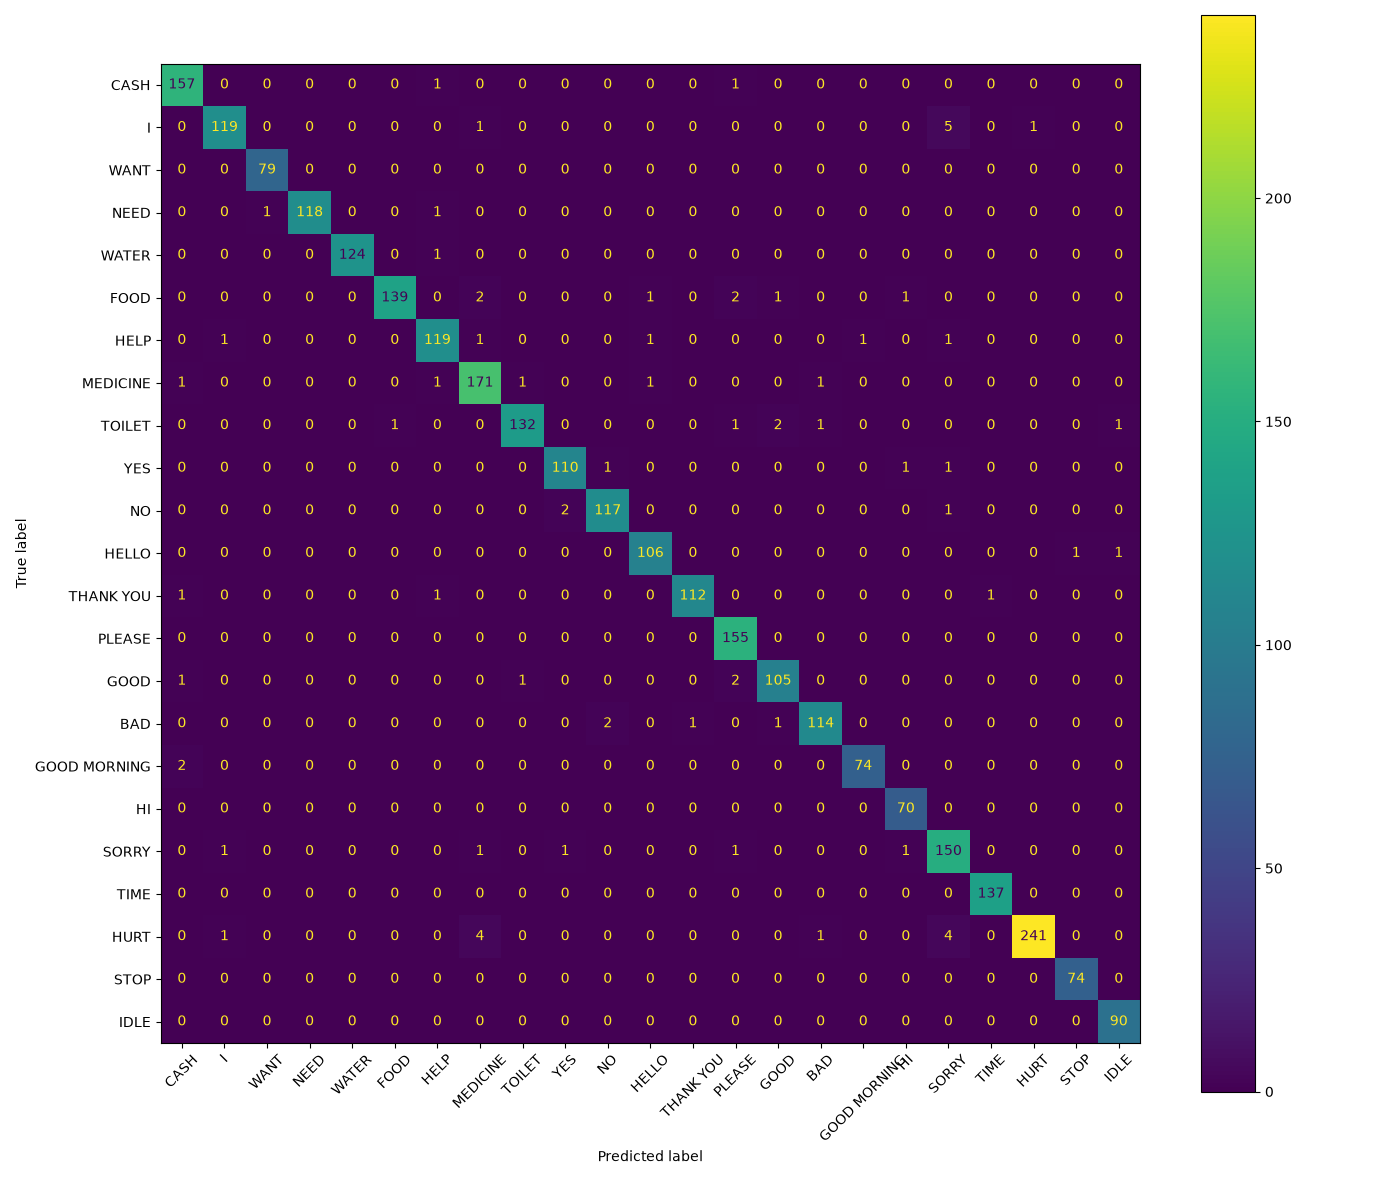 CASH 157 0 0 0 0 0 1 0 0 0 0 0 0 1 0 0 0 0 0 0 0 0 0
I 0 119 0 0 0 0 0 1 0 0 0 0 0 0 0 0 0 0 5 0 1 0 0
WANT 0 0 79 0 0 0 0 0 0 0 0 0 0 0 0 0 0 0 0 0 0 0 0
NEED 0 0 1 118 0 0 1 0 0 0 0 0 0 0 0 0 0 0 0 0 0 0 0
WATER 0 0 0 0 124 0 1 0 0 0 0 0 0 0 0 0 0 0 0 0 0 0 0
FOOD 0 0 0 0 0 139 0 2 0 0 0 1 0 2 1 0 0 1 0 0 0 0 0
HELP 0 1 0 0 0 0 119 1 0 0 0 1 0 0 0 0 1 0 1 0 0 0 0
MEDICINE 1 0 0 0 0 0 1 171 1 0 0 1 0 0 0 1 0 0 0 0 0 0 0
TOILET 0 0 0 0 0 1 0 0 132 0 0 0 0 1 2 1 0 0 0 0 0 0 1
YES 0 0 0 0 0 0 0 0 0 110 1 0 0 0 0 0 0 1 1 0 0 0 0
NO 0 0 0 0 0 0 0 0 0 2 117 0 0 0 0 0 0 0 1 0 0 0 0
HELLO 0 0 0 0 0 0 0 0 0 0 0 106 0 0 0 0 0 0 0 0 0 1 1
THANK YOU 1 0 0 0 0 0 1 0 0 0 0 0 112 0 0 0 0 0 0 1 0 0 0
PLEASE 0 0 0 0 0 0 0 0 0 0 0 0 0 155 0 0 0 0 0 0 0 0 0
GOOD 1 0 0 0 0 0 0 0 1 0 0 0 0 2 105 0 0 0 0 0 0 0 0
BAD 0 0 0 0 0 0 0 0 0 0 2 0 1 0 1 114 0 0 0 0 0 0 0
GOOD MORNING 2 0 0 0 0 0 0 0 0 0 0 0 0 0 0 0 74 0 0 0 0 0 0
HI 0 0 0 0 0 0 0 0 0 0 0 0 0 0 0 0 0 70 0 0 0 0 0
SORRY 0 1 0 0 0 0 0 1 0 1 0 0 0 1 0 0 0 1 150 0 0 0 0
TIME 0 0 0 0 0 0 0 0 0 0 0 0 0 0 0 0 0 0 0 137 0 0 0
HURT 0 1 0 0 0 0 0 4 0 0 0 0 0 0 0 1 0 0 4 0 241 0 0
STOP 0 0 0 0 0 0 0 0 0 0 0 0 0 0 0 0 0 0 0 0 0 74 0
IDLE 0 0 0 0 0 0 0 0 0 0 0 0 0 0 0 0 0 0 0 0 0 0 90
CASH I WANT NEED WATER FOOD HELP MEDICINE TOILET YES NO HELLO THANK YOU PLEASE GOOD BAD GOOD MORNING HI SORRY TIME HURT STOP IDLE
Predicted label
True label
200
150
100
50
0